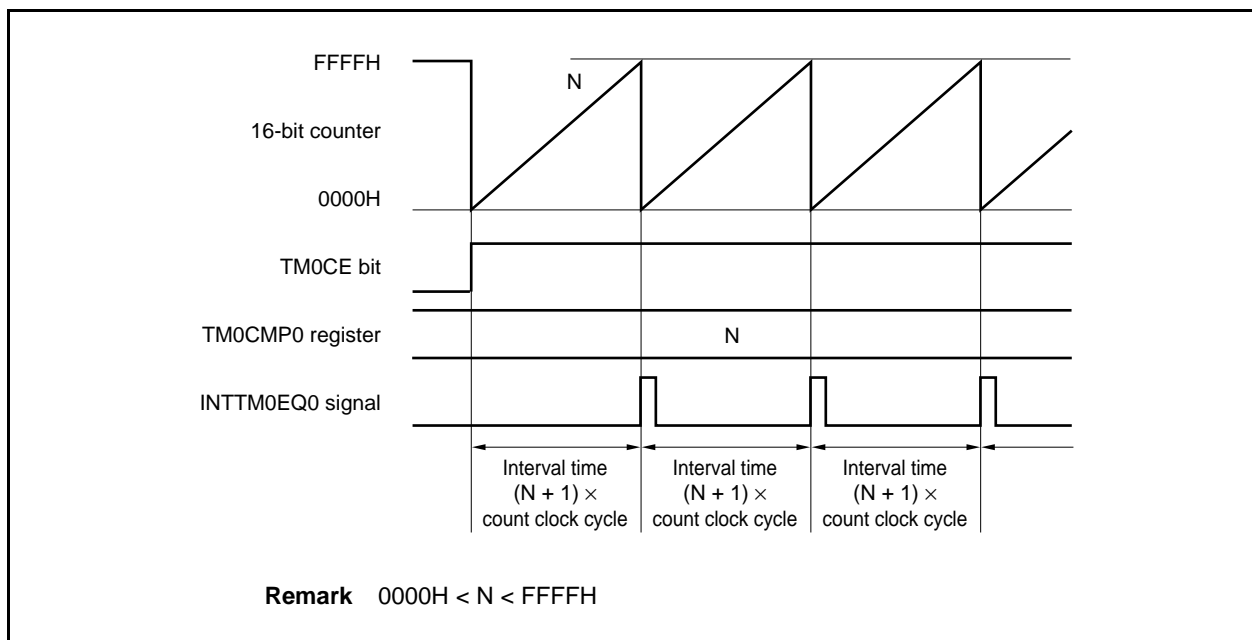 FFFFH
N
16-bit counter
0000H
TM0CE bit
TM0CMP0 register
N
INTTM0EQ0 signal
Interval time
(N + 1) ×
count clock cycle
Interval time
(N + 1) ×
count clock cycle
Interval time
(N + 1) ×
count clock cycle
Remark 0000H < N < FFFFH